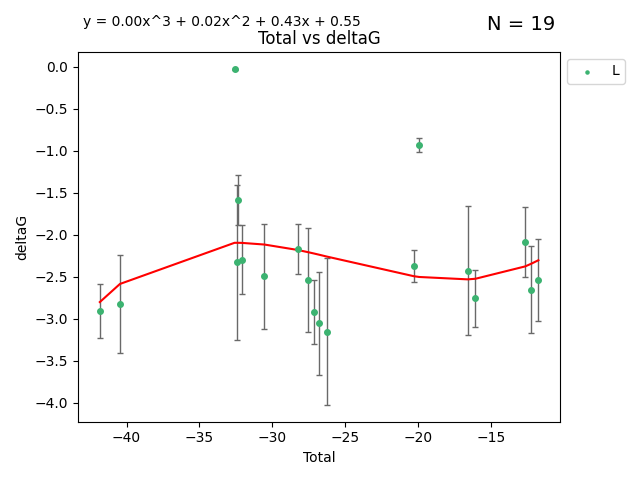 y = 0.00x^3 + 0.02x^2 + 0.43x + 0.55
N = 19
Total vs deltaG
L
0.0
−0.5
−1.0
−1.5
−2.0
−2.5
−3.0
−3.5
−4.0
deltaG
−40
−35
−30
−25
−20
−15
Total